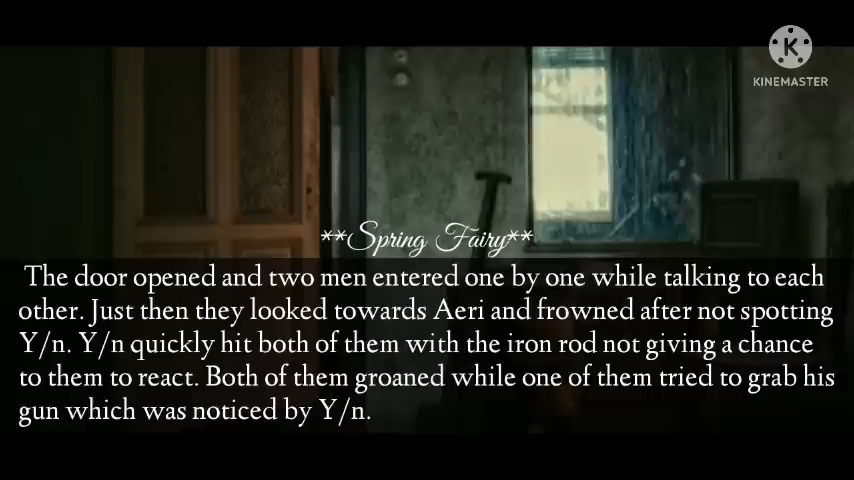 KINEMASTER
**Spring Fāiry**
The door opened and two men entered one by one while talking to each
other. Just then they looked towards Aeri and frowned after not spotting
Y/n. Y/n quickly hit both of them with the iron rod not giving a chance
to them to react. Both of them groaned while one of them tried to grab his
gun which was noticed by Y/n.